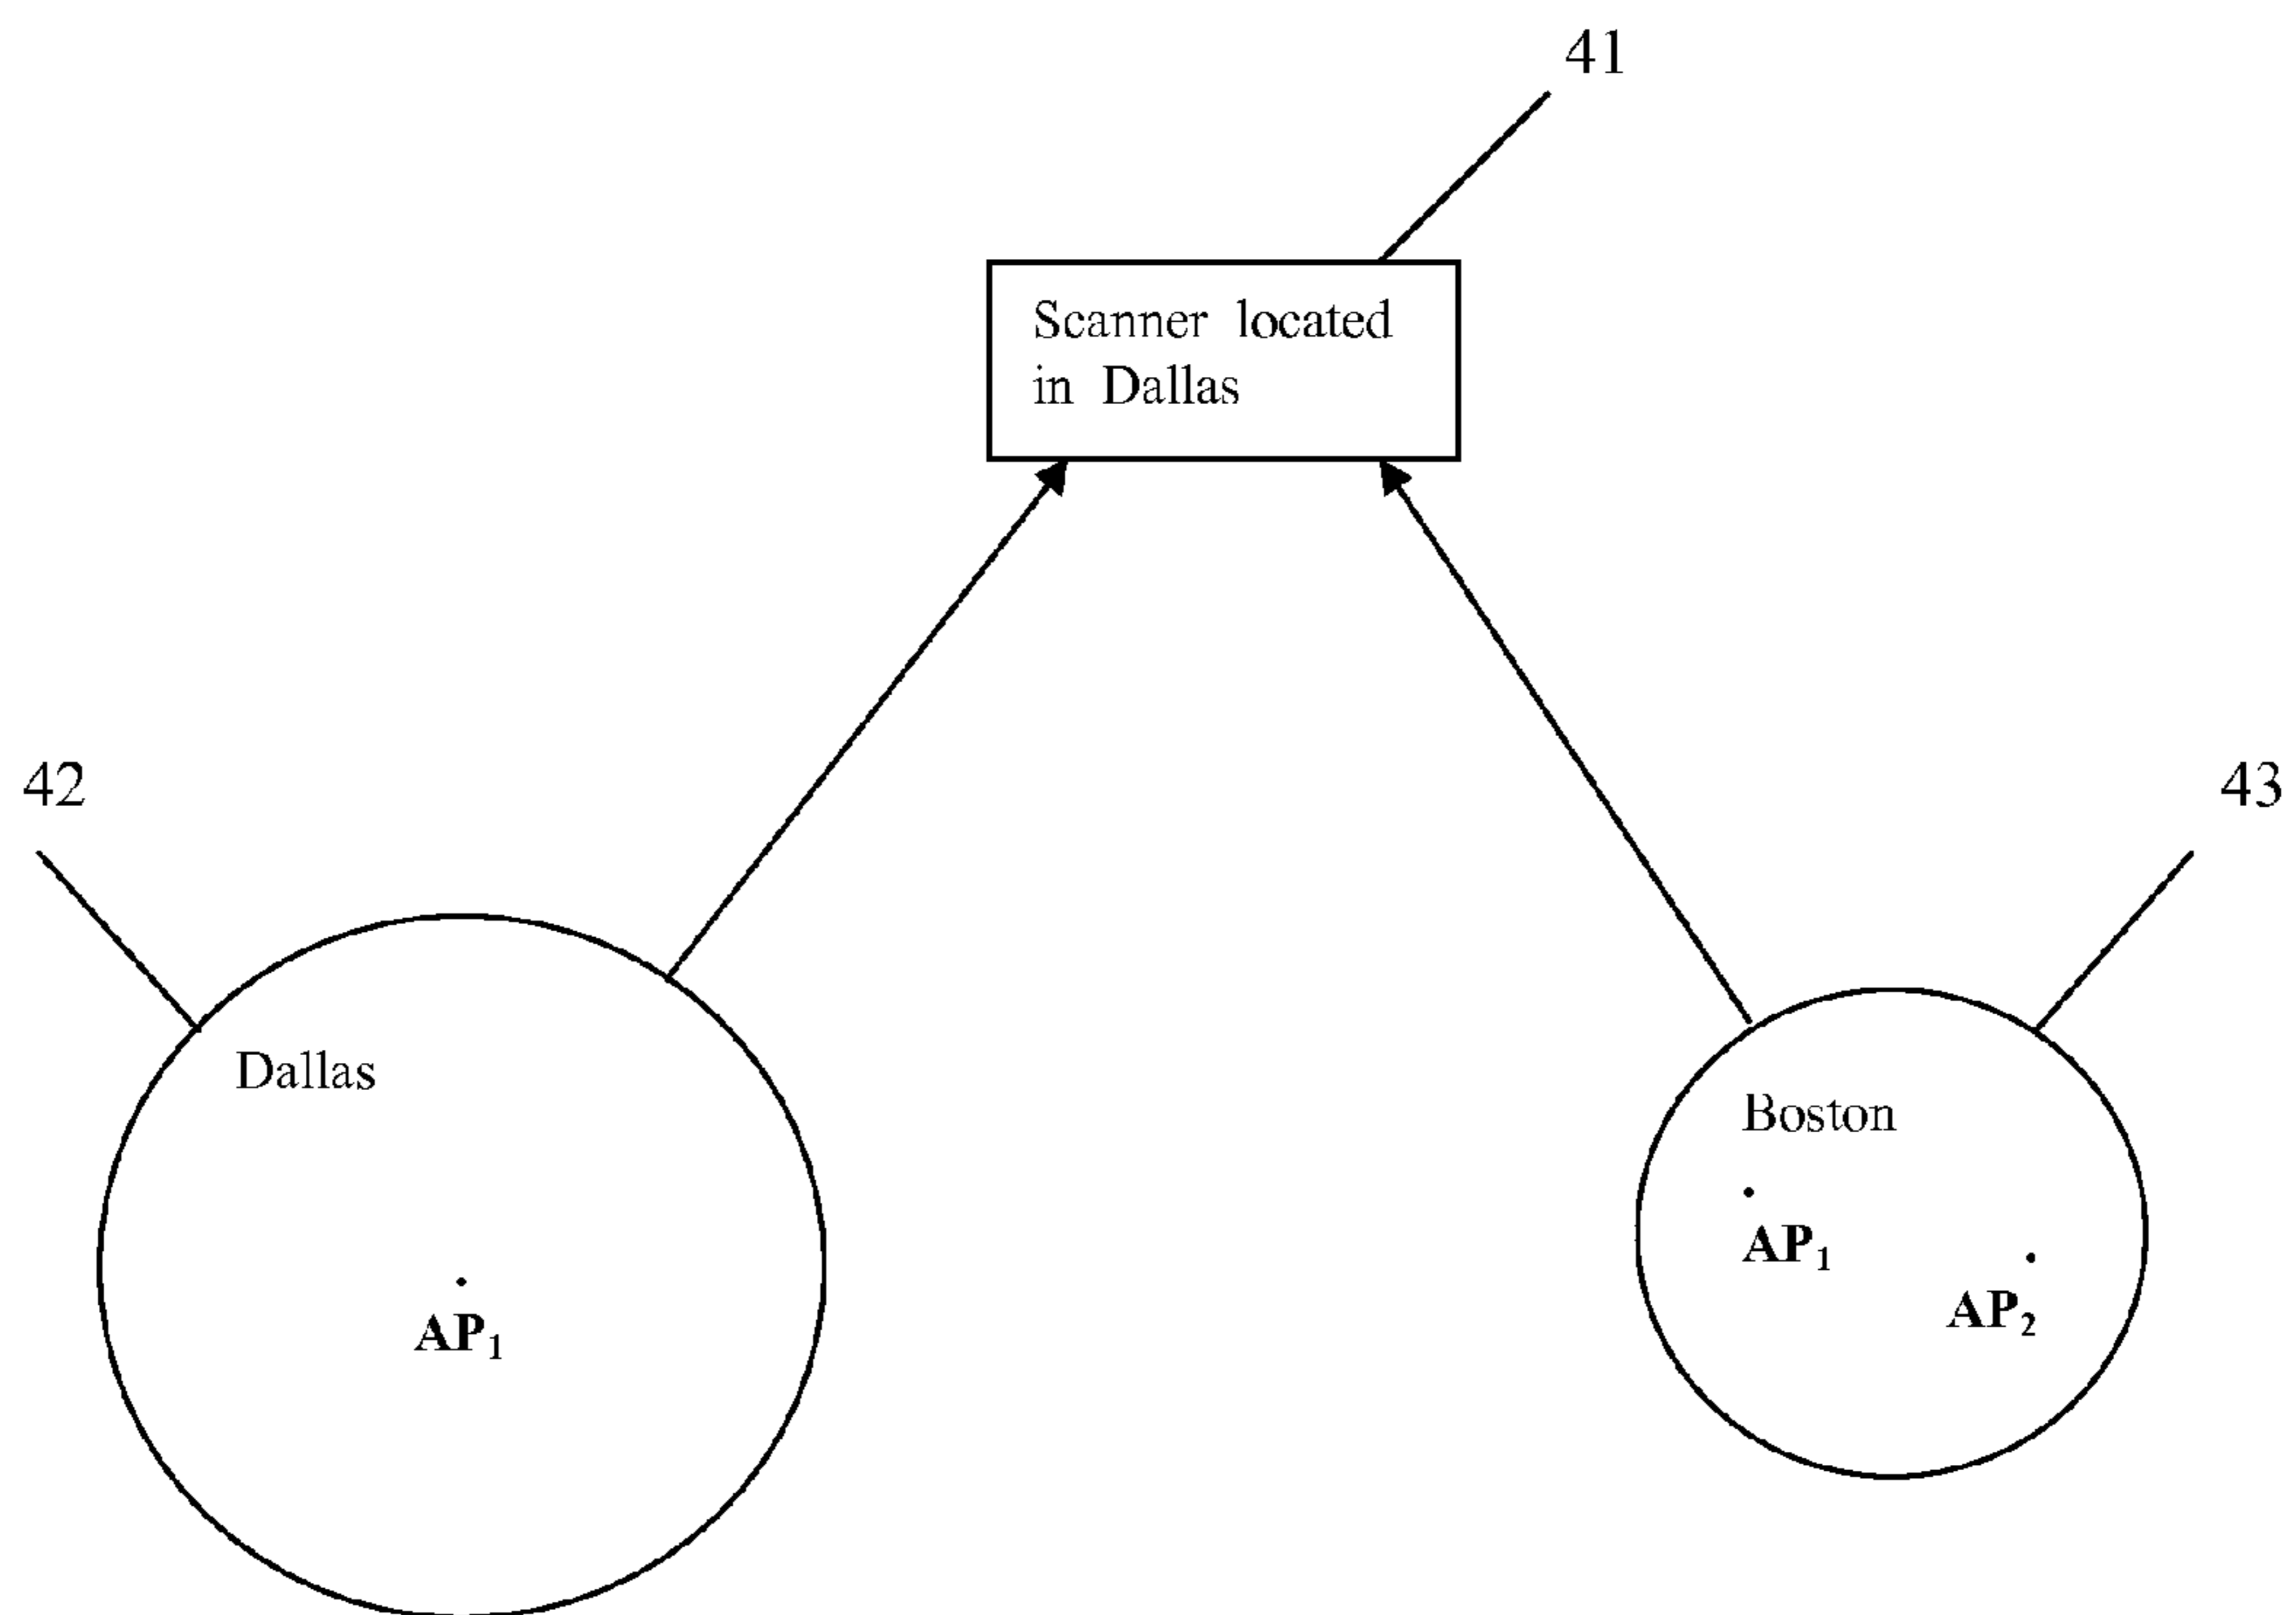 41
Scanner located
in Dallas
42
43
Dallas
Boston
AP₁
AP₂
AP₁